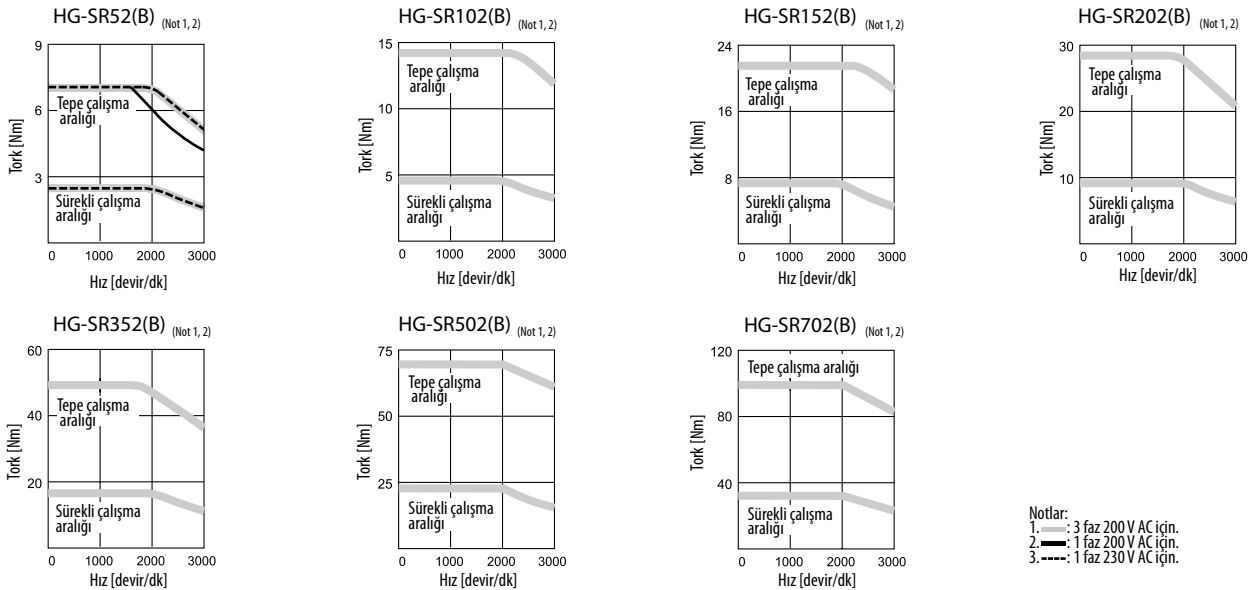 HG-SR52(B) (Not 1, 2)
9
6
3
0
Tork [Nm]
Tepe çalışma
aralığı
Sürekli çalışma
aralığı
0 1000 2000 3000
Hız [devir/dk]
HG-SR102(B) (Not 1, 2)
15
10
5
Tork [Nm]
Tepe çalışma
aralığı
Sürekli çalışma
aralığı
0 1000 2000 3000
Hız [devir/dk]
HG-SR152(B) (Not 1, 2)
24
16
8
0
Tork [Nm]
Tepe çalışma
aralığı
Sürekli çalışma
aralığı
0 1000 2000 3000
Hız [devir/dk]
HG-SR202(B) (Not 1, 2)
30
20
10
0
Tork [Nm]
Tepe çalışma
aralığı
Sürekli çalışma
aralığı
0 1000 2000 3000
Hız [devir/dk]
HG-SR352(B) (Not 1, 2)
60
40
20
0
Tork [Nm]
Tepe çalışma
aralığı
Sürekli çalışma
aralığı
0 1000 2000 3000
Hız [devir/dk]
HG-SR502(B) (Not 1, 2)
75
50
25
0
Tork [Nm]
Tepe çalışma
aralığı
Sürekli çalışma
aralığı
0 1000 2000 3000
Hız [devir/dk]
HG-SR702(B) (Not 1, 2)
120
80
40
0
Tork [Nm]
Tepe çalışma aralığı
Sürekli çalışma
aralığı
0 1000 2000 3000
Hız [devir/dk]
Notlar:
1. : 3 faz 200 V AC için.
2. : 1 faz 200 V AC için.
3. : 1 faz 230 V AC için.